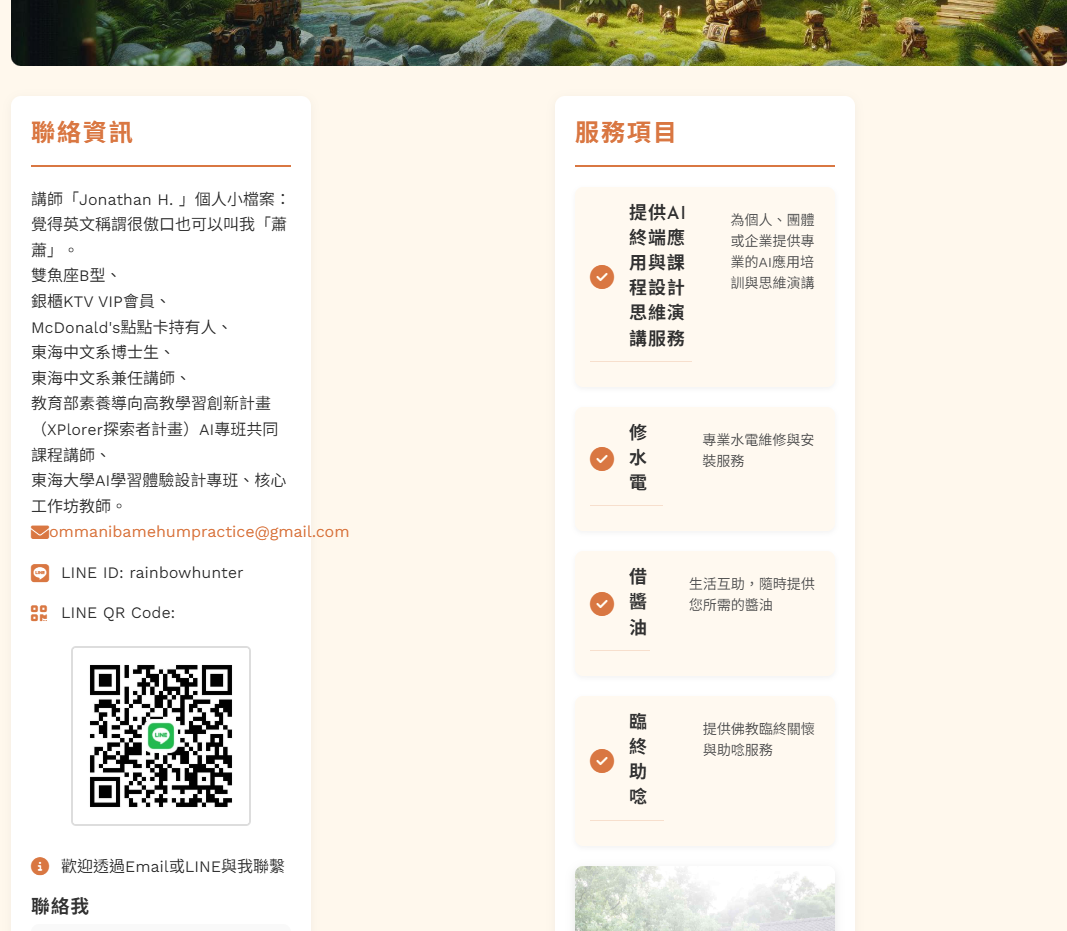 聯絡資訊
講師「Jonathan H. 」個人小檔案：
覺得英文稱謂很傲口也可以叫我「蕭
蕭」。
雙魚座B型、
銀櫃KTV VIP會員、
McDonald's點點卡持有人、
東海中文系博士生、
東海中文系兼任講師、
教育部素養導向高教學習創新計畫
（XPlorer探索者計畫）AI專班共同
課程講師、
東海大學AI學習體驗設計專班、核心
工作坊教師。
ommanibamehumpractice@gmail.com
LINE ID: rainbowhunter
LINE QR Code:
LINE
歡迎透過Email或LINE與我聯繫
聯絡我
服務項目
提供AI
終端應
用與課
程設計
思維演
講服務
為個人、團體
或企業提供專
業的AI應用培
訓與思維演講
修
水
電
專業水電維修與安
裝服務
借
醬
油
生活互助，隨時提供
您所需的醬油
臨
終
助
唸
提供佛教臨終關懷
與助唸服務